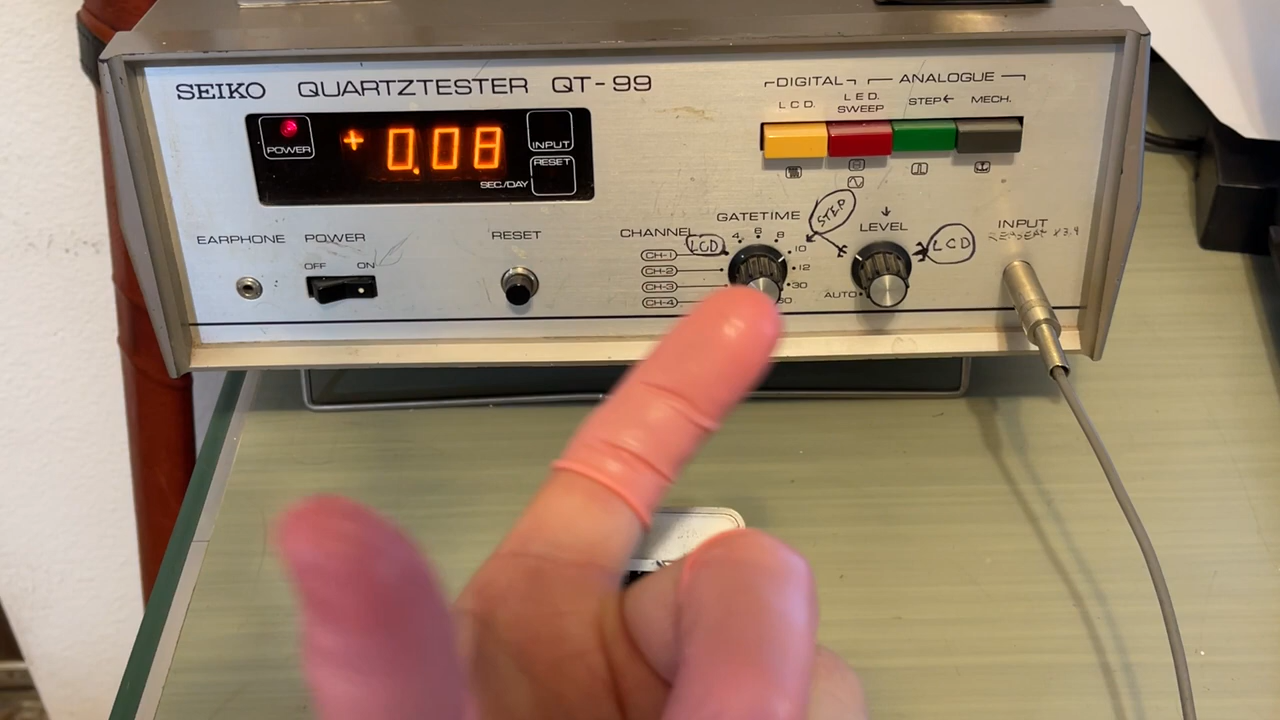 SEIKO QUARTZTESTER QT-99
DIGITAL ANALOGUE
L C D. L E D. SWEEP STEP← MECH.
POWER
+ 0.08
SEC./DAY
INPUT
RESET
EARPHONE
POWER
OFF ON
RESET
CHANNEL
CH-1
CH-2
CH-3
CH-4
LCD
GATETIME
4 6 8 10 12 30 60
STEP
LEVEL
AUTO
LCD
INPUT